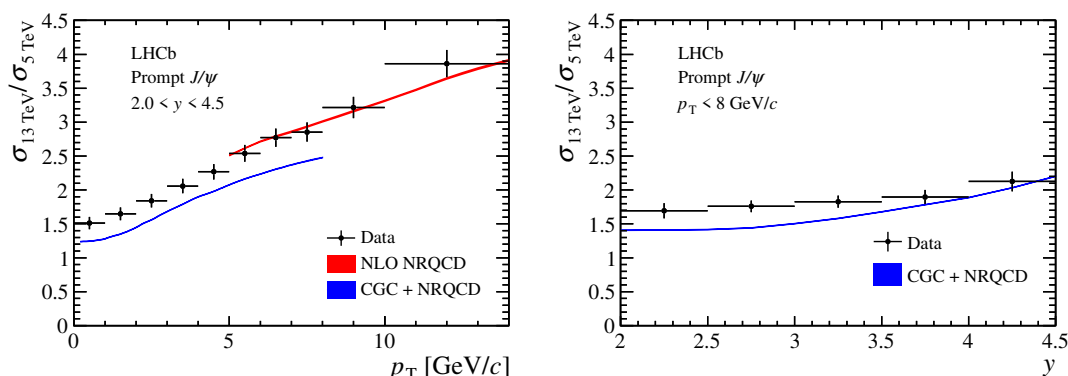 σ13 TeV/σ5 TeV
4.5
4
3.5
3
2.5
2
1.5
1
0.5
0
LHCb
Prompt J/ψ
2.0 < y < 4.5
Data
NLO NRQCD
CGC + NRQCD
0 5 10
pT [GeV/c]
σ13 TeV/σ5 TeV
4.5
4
3.5
3
2.5
2
1.5
1
0.5
0
LHCb
Prompt J/ψ
pT < 8 GeV/c
Data
CGC + NRQCD
2 2.5 3 3.5 4 4.5
y